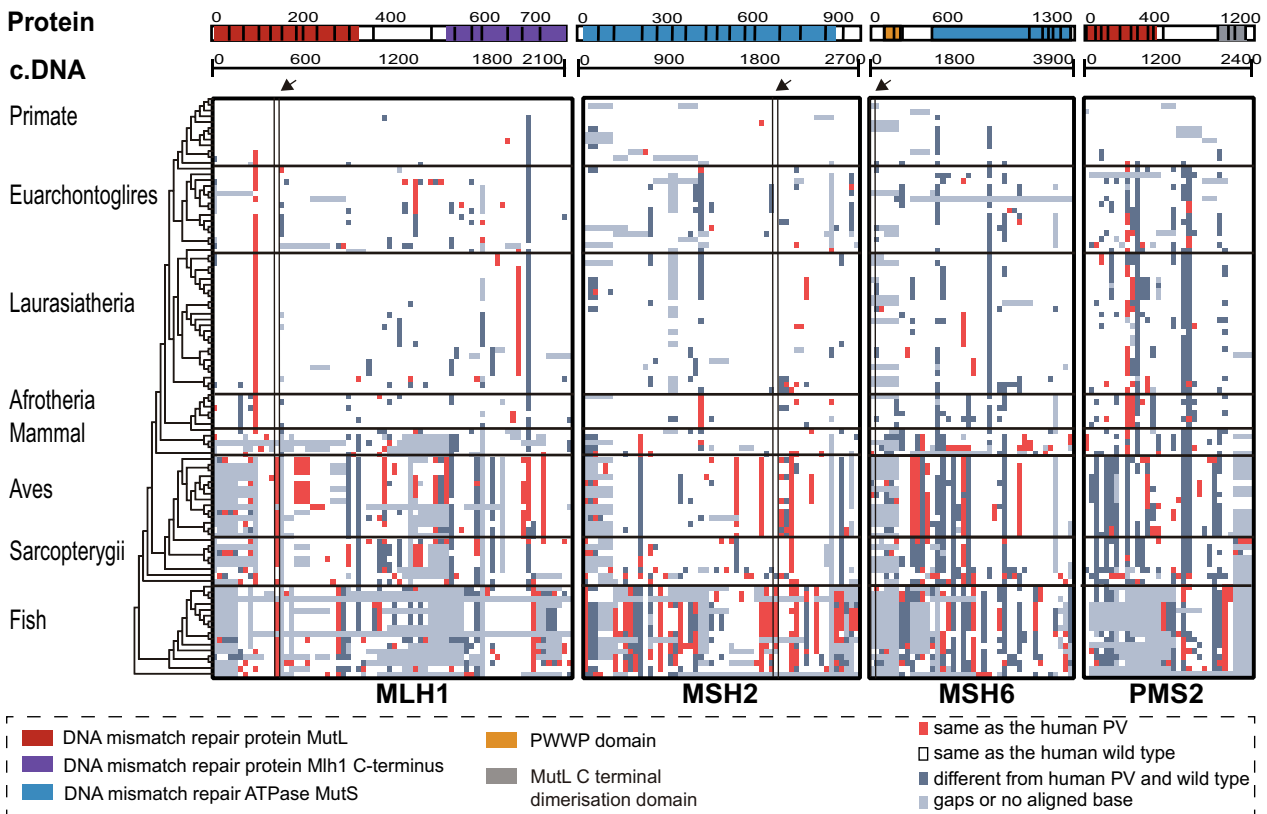 Protein
0 200 400 600 700
0 300 600 900
0 600 1300
0 400 1200
c.DNA
0 600 1200 1800 2100
0 900 1800 2700
0 1800 3900
0 1200 2400
Primate
Euarchontoglires
Laurasiatheria
Afrotheria
Mammal
Aves
Sarcopterygii
Fish
MLH1 MSH2 MSH6 PMS2
DNA mismatch repair protein MutL
DNA mismatch repair protein Mlh1 C-terminus
DNA mismatch repair ATPase MutS
PWWP domain
MutL C terminal
dimerisation domain
same as the human PV
same as the human wild type
different from human PV and wild type
gaps or no aligned base